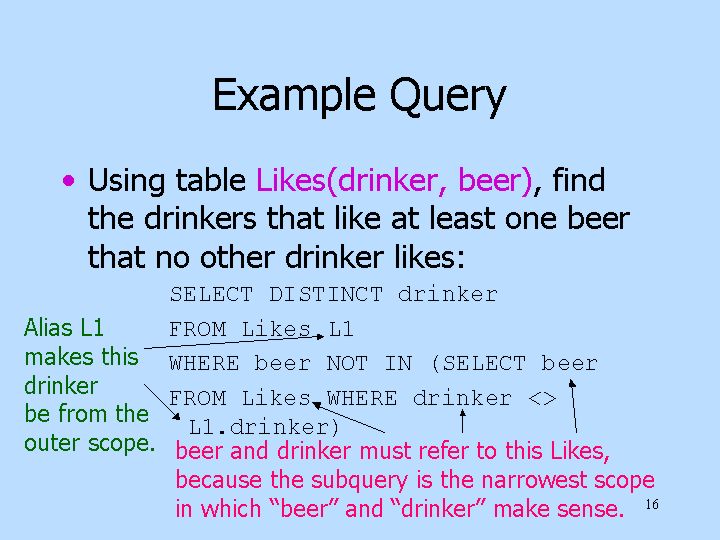 Example Query
• Using table Likes(drinker, beer), find
the drinkers that like at least one beer
that no other drinker likes:
SELECT DISTINCT drinker
FROM Likes L1
WHERE beer NOT IN (SELECT beer
FROM Likes WHERE drinker <>
L1.drinker)
Alias L1
makes this
drinker
be from the
outer scope.
beer and drinker must refer to this Likes,
because the subquery is the narrowest scope
in which “beer” and “drinker” make sense.
16